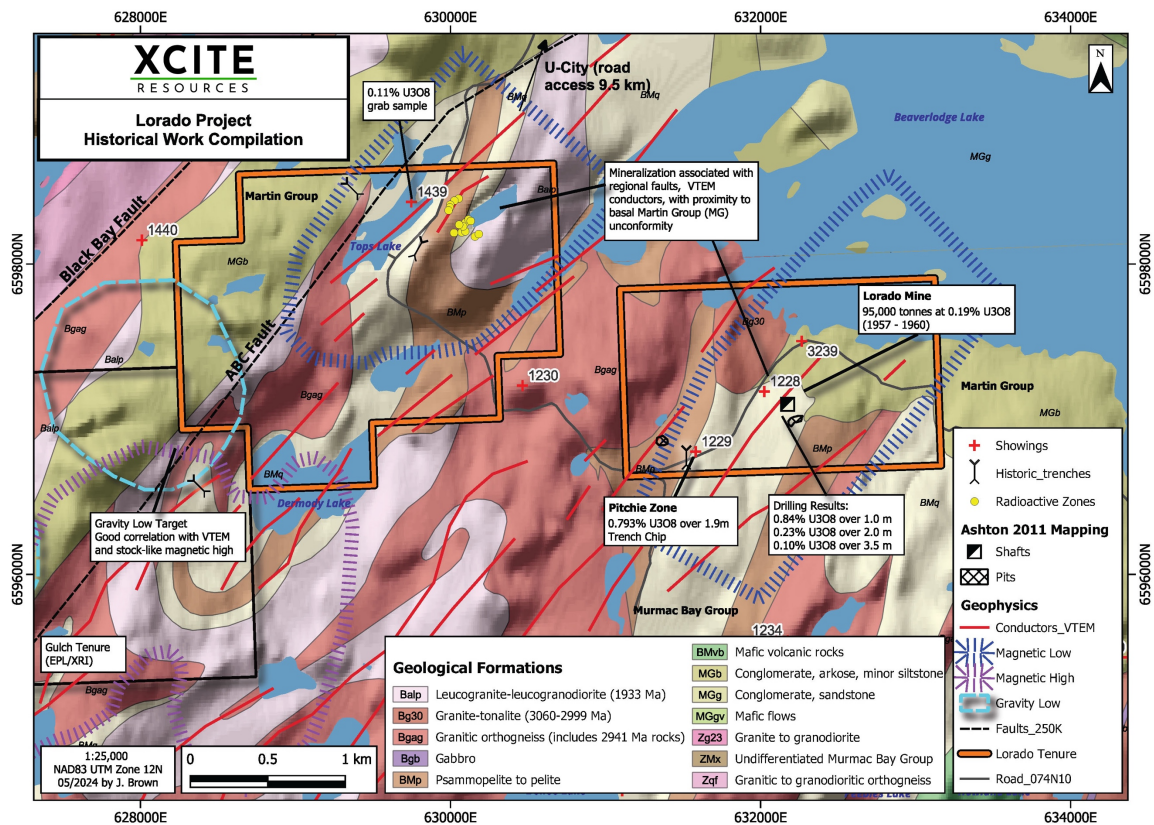 628000E
630000E
632000E
634000E
XCITE
RESOURCES
Lorado Project
Historical Work Compilation
0.11% U3O8
grab sample
U-City (road
access 9.5 km)
BMq
BMq
N
Beaverlodge Lake
MGg
6598000N
6598000N
Black Bay Fault
1440
Martin Group
1439
Balp
Tops Lake
MGb
Mineralization associated with
regional faults, VTEM
conductors, with proximity to
basal Martin Group (MG)
unconformity
Lorado Mine
95,000 tonnes at 0.19% U3O8
(1957 - 1960)
Bgag
Balp
BMp
Bg30
3239
ABC Fault
1230
Bgag
Bgag
1228
Martin Group
MGb
Balp
1229
BMp
BMp
BMq
BMq
Dermody Lake
Pitchie Zone
0.793% U3O8 over 1.9m
Trench Chip
Drilling Results:
0.84% U3O8 over 1.0 m
0.23% U3O8 over 2.0 m
0.10% U3O8 over 3.5 m
Gravity Low Target
Good correlation with VTEM
and stock-like magnetic high
6596000N
6596000N
Murmac Bay Group
1234
Gulch Tenure
(EPL/XRI)
Bgag
Showings
Historic_trenches
Radioactive Zones
Ashton 2011 Mapping
Shafts
Pits
Geophysics
Conductors_VTEM
Magnetic Low
Magnetic High
Gravity Low
Faults_250K
Lorado Tenure
Road_074N10
Geological Formations
Balp Leucogranite-leucogranodiorite (1933 Ma)
Bg30 Granite-tonalite (3060-2999 Ma)
Bgag Granitic orthogneiss (includes 2941 Ma rocks)
Bgb Gabbro
BMp Psammopelite to pelite
BMvb Mafic volcanic rocks
MGb Conglomerate, arkose, minor siltstone
MGg Conglomerate, sandstone
MGgv Mafic flows
Zg23 Granite to granodiorite
ZMx Undifferentiated Murmac Bay Group
Zqf Granitic to granodioritic orthogneiss
1:25,000
NAD83 UTM Zone 12N
05/2024 by J. Brown
0 0.5 1 km
628000E
630000E
632000E
634000E